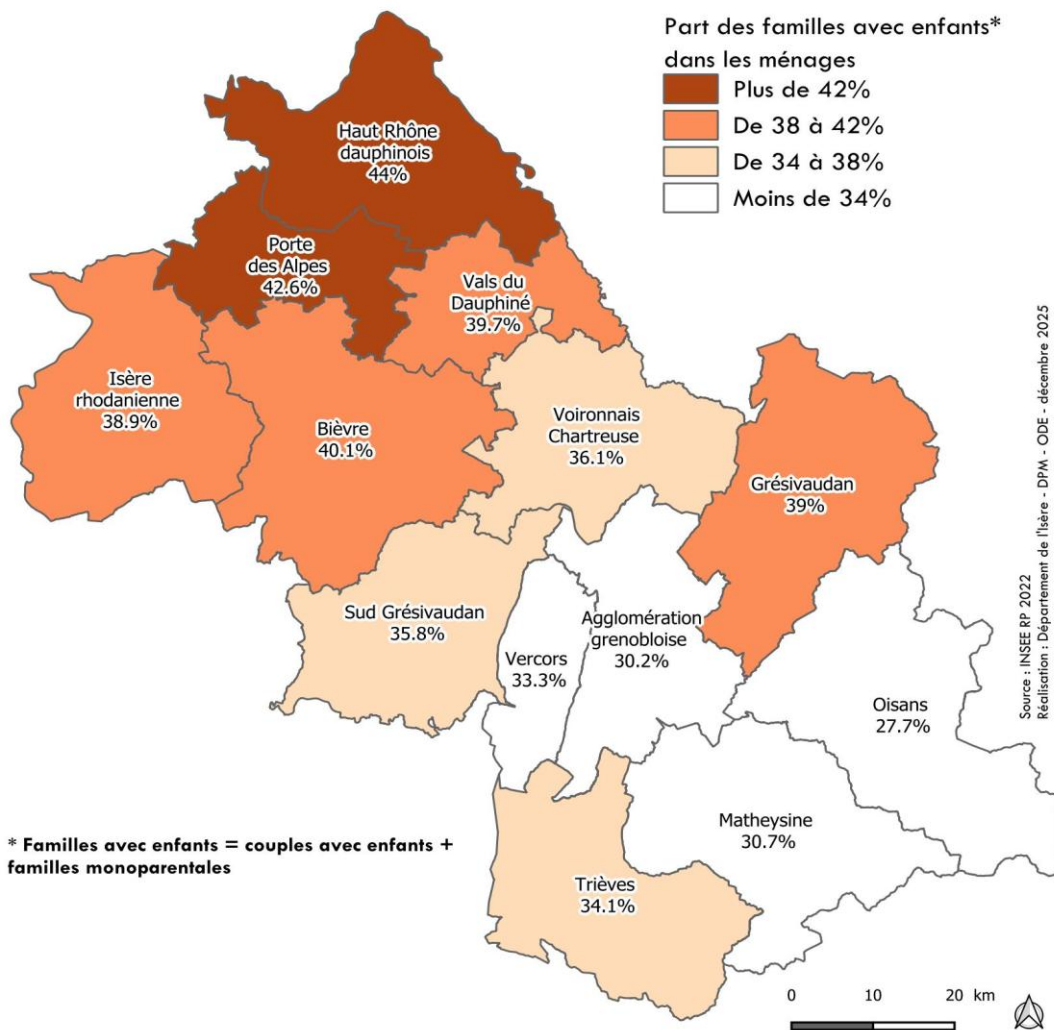 Part des familles avec enfants*
dans les ménages
Plus de 42%
De 38 à 42%
De 34 à 38%
Moins de 34%
Haut Rhône
dauphinois
44%
Porte
des Alpes
42.6%
Vals du
Dauphiné
39.7%
Isère
rhodanienne
38.9%
Bièvre
40.1%
Voironnais
Chartreuse
36.1%
Grésivaudan
39%
Sud Grésivaudan
35.8%
Vercors
33.3%
Agglomération
grenobloise
30.2%
Oisans
27.7%
Matheysine
30.7%
Trièves
34.1%
* Familles avec enfants = couples avec enfants +
familles monoparentales
Source : INSEE RP 2022
Réalisation : Département de l'Isère - DPM - ODE - décembre 2025
0 10 20 km